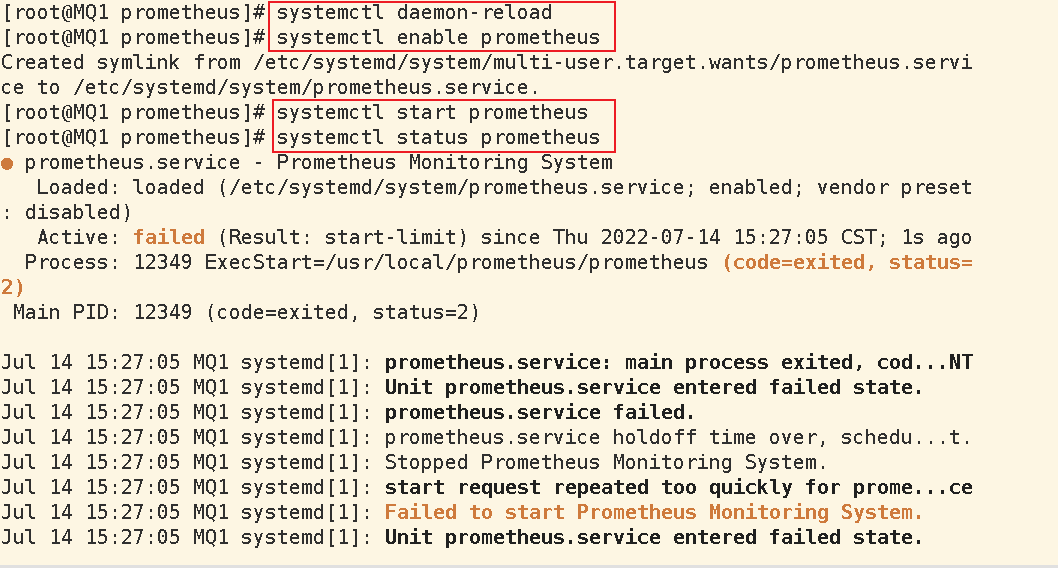 [root@MQ1 prometheus]# systemctl daemon-reload
[root@MQ1 prometheus]# systemctl enable prometheus
Created symlink from /etc/systemd/system/multi-user.target.wants/prometheus.servi
ce to /etc/systemd/system/prometheus.service.
[root@MQ1 prometheus]# systemctl start prometheus
[root@MQ1 prometheus]# systemctl status prometheus
● prometheus.service - Prometheus Monitoring System
   Loaded: loaded (/etc/systemd/system/prometheus.service; enabled; vendor preset
: disabled)
   Active: failed (Result: start-limit) since Thu 2022-07-14 15:27:05 CST; 1s ago
  Process: 12349 ExecStart=/usr/local/prometheus/prometheus (code=exited, status=
2)
 Main PID: 12349 (code=exited, status=2)

Jul 14 15:27:05 MQ1 systemd[1]: prometheus.service: main process exited, cod...NT
Jul 14 15:27:05 MQ1 systemd[1]: Unit prometheus.service entered failed state.
Jul 14 15:27:05 MQ1 systemd[1]: prometheus.service failed.
Jul 14 15:27:05 MQ1 systemd[1]: prometheus.service holdoff time over, schedu...t.
Jul 14 15:27:05 MQ1 systemd[1]: Stopped Prometheus Monitoring System.
Jul 14 15:27:05 MQ1 systemd[1]: start request repeated too quickly for prome...ce
Jul 14 15:27:05 MQ1 systemd[1]: Failed to start Prometheus Monitoring System.
Jul 14 15:27:05 MQ1 systemd[1]: Unit prometheus.service entered failed state.